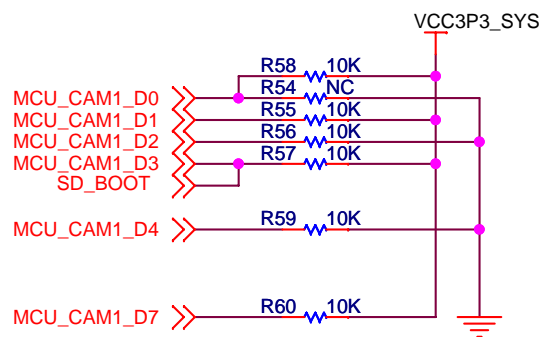 VCC3P3_SYS
R58 10K
R54 NC
MCU_CAM1_D0
R55 10K
MCU_CAM1_D1
R56 10K
MCU_CAM1_D2
R57 10K
MCU_CAM1_D3
SD_BOOT
R59 10K
MCU_CAM1_D4
R60 10K
MCU_CAM1_D7